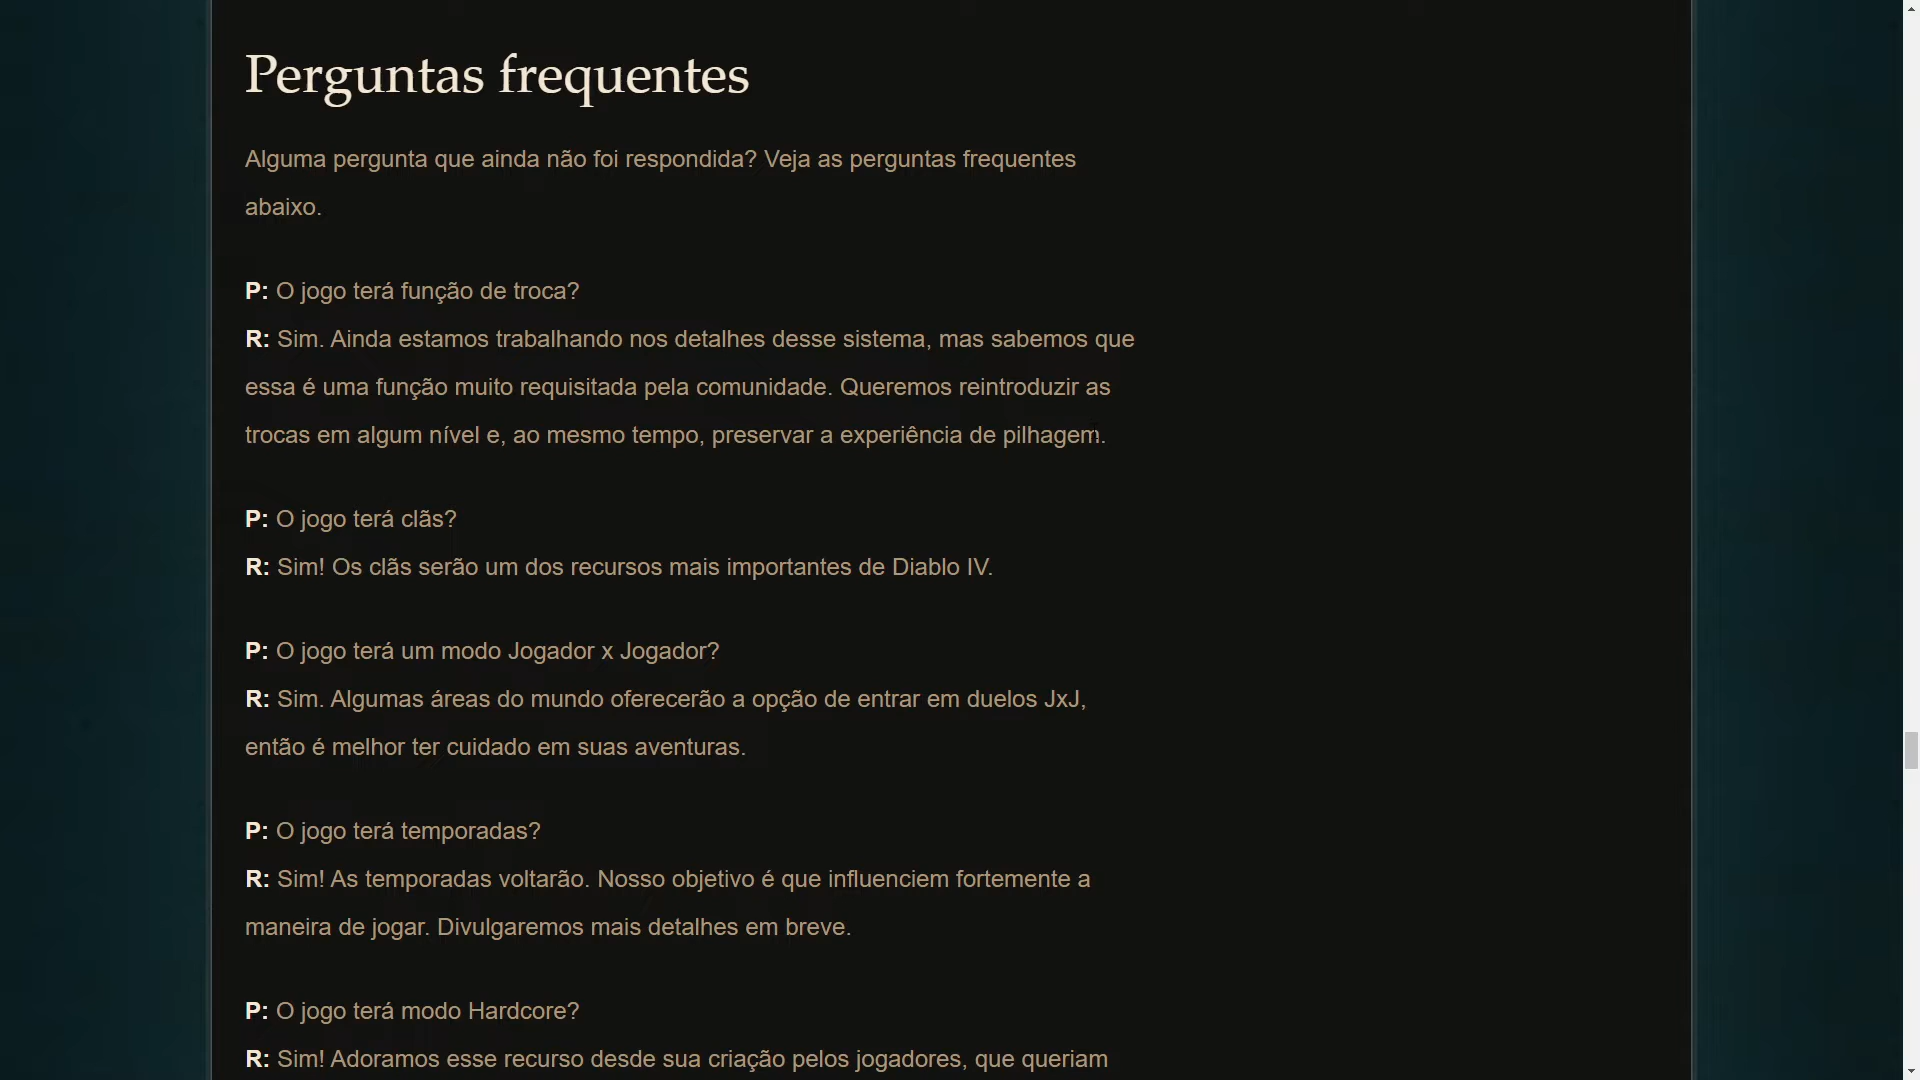 Perguntas frequentes
Alguma pergunta que ainda não foi respondida? Veja as perguntas frequentes
abaixo.
P: O jogo terá função de troca?
R: Sim. Ainda estamos trabalhando nos detalhes desse sistema, mas sabemos que
essa é uma função muito requisitada pela comunidade. Queremos reintroduzir as
trocas em algum nível e, ao mesmo tempo, preservar a experiência de pilhagem.
P: O jogo terá clãs?
R: Sim! Os clãs serão um dos recursos mais importantes de Diablo IV.
P: O jogo terá um modo Jogador x Jogador?
R: Sim. Algumas áreas do mundo oferecerão a opção de entrar em duelos JxJ,
então é melhor ter cuidado em suas aventuras.
P: O jogo terá temporadas?
R: Sim! As temporadas voltarão. Nosso objetivo é que influenciem fortemente a
maneira de jogar. Divulgaremos mais detalhes em breve.
P: O jogo terá modo Hardcore?
R: Sim! Adoramos esse recurso desde sua criação pelos jogadores, que queriam